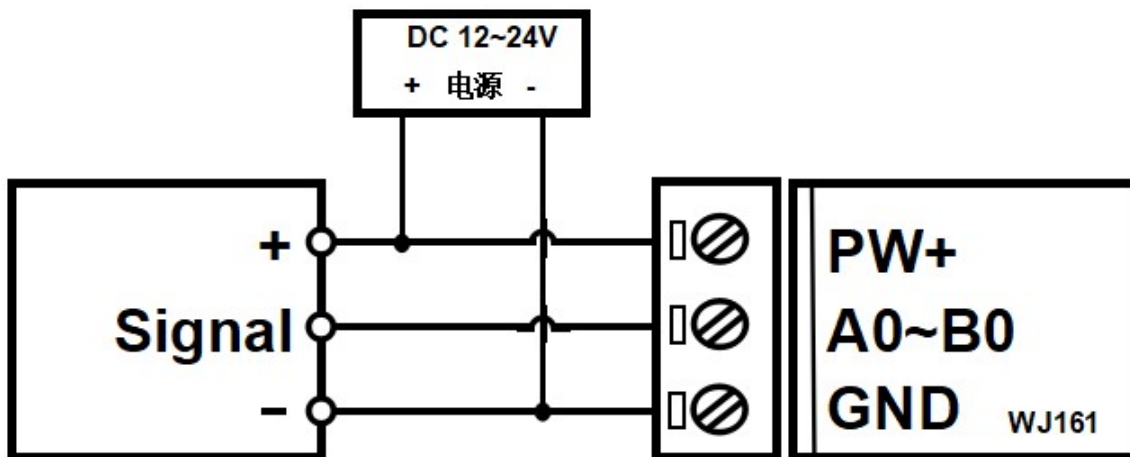 DC 12~24V
+ 电源 -
+
Signal
-
PW+
A0~B0
GND
WJ161